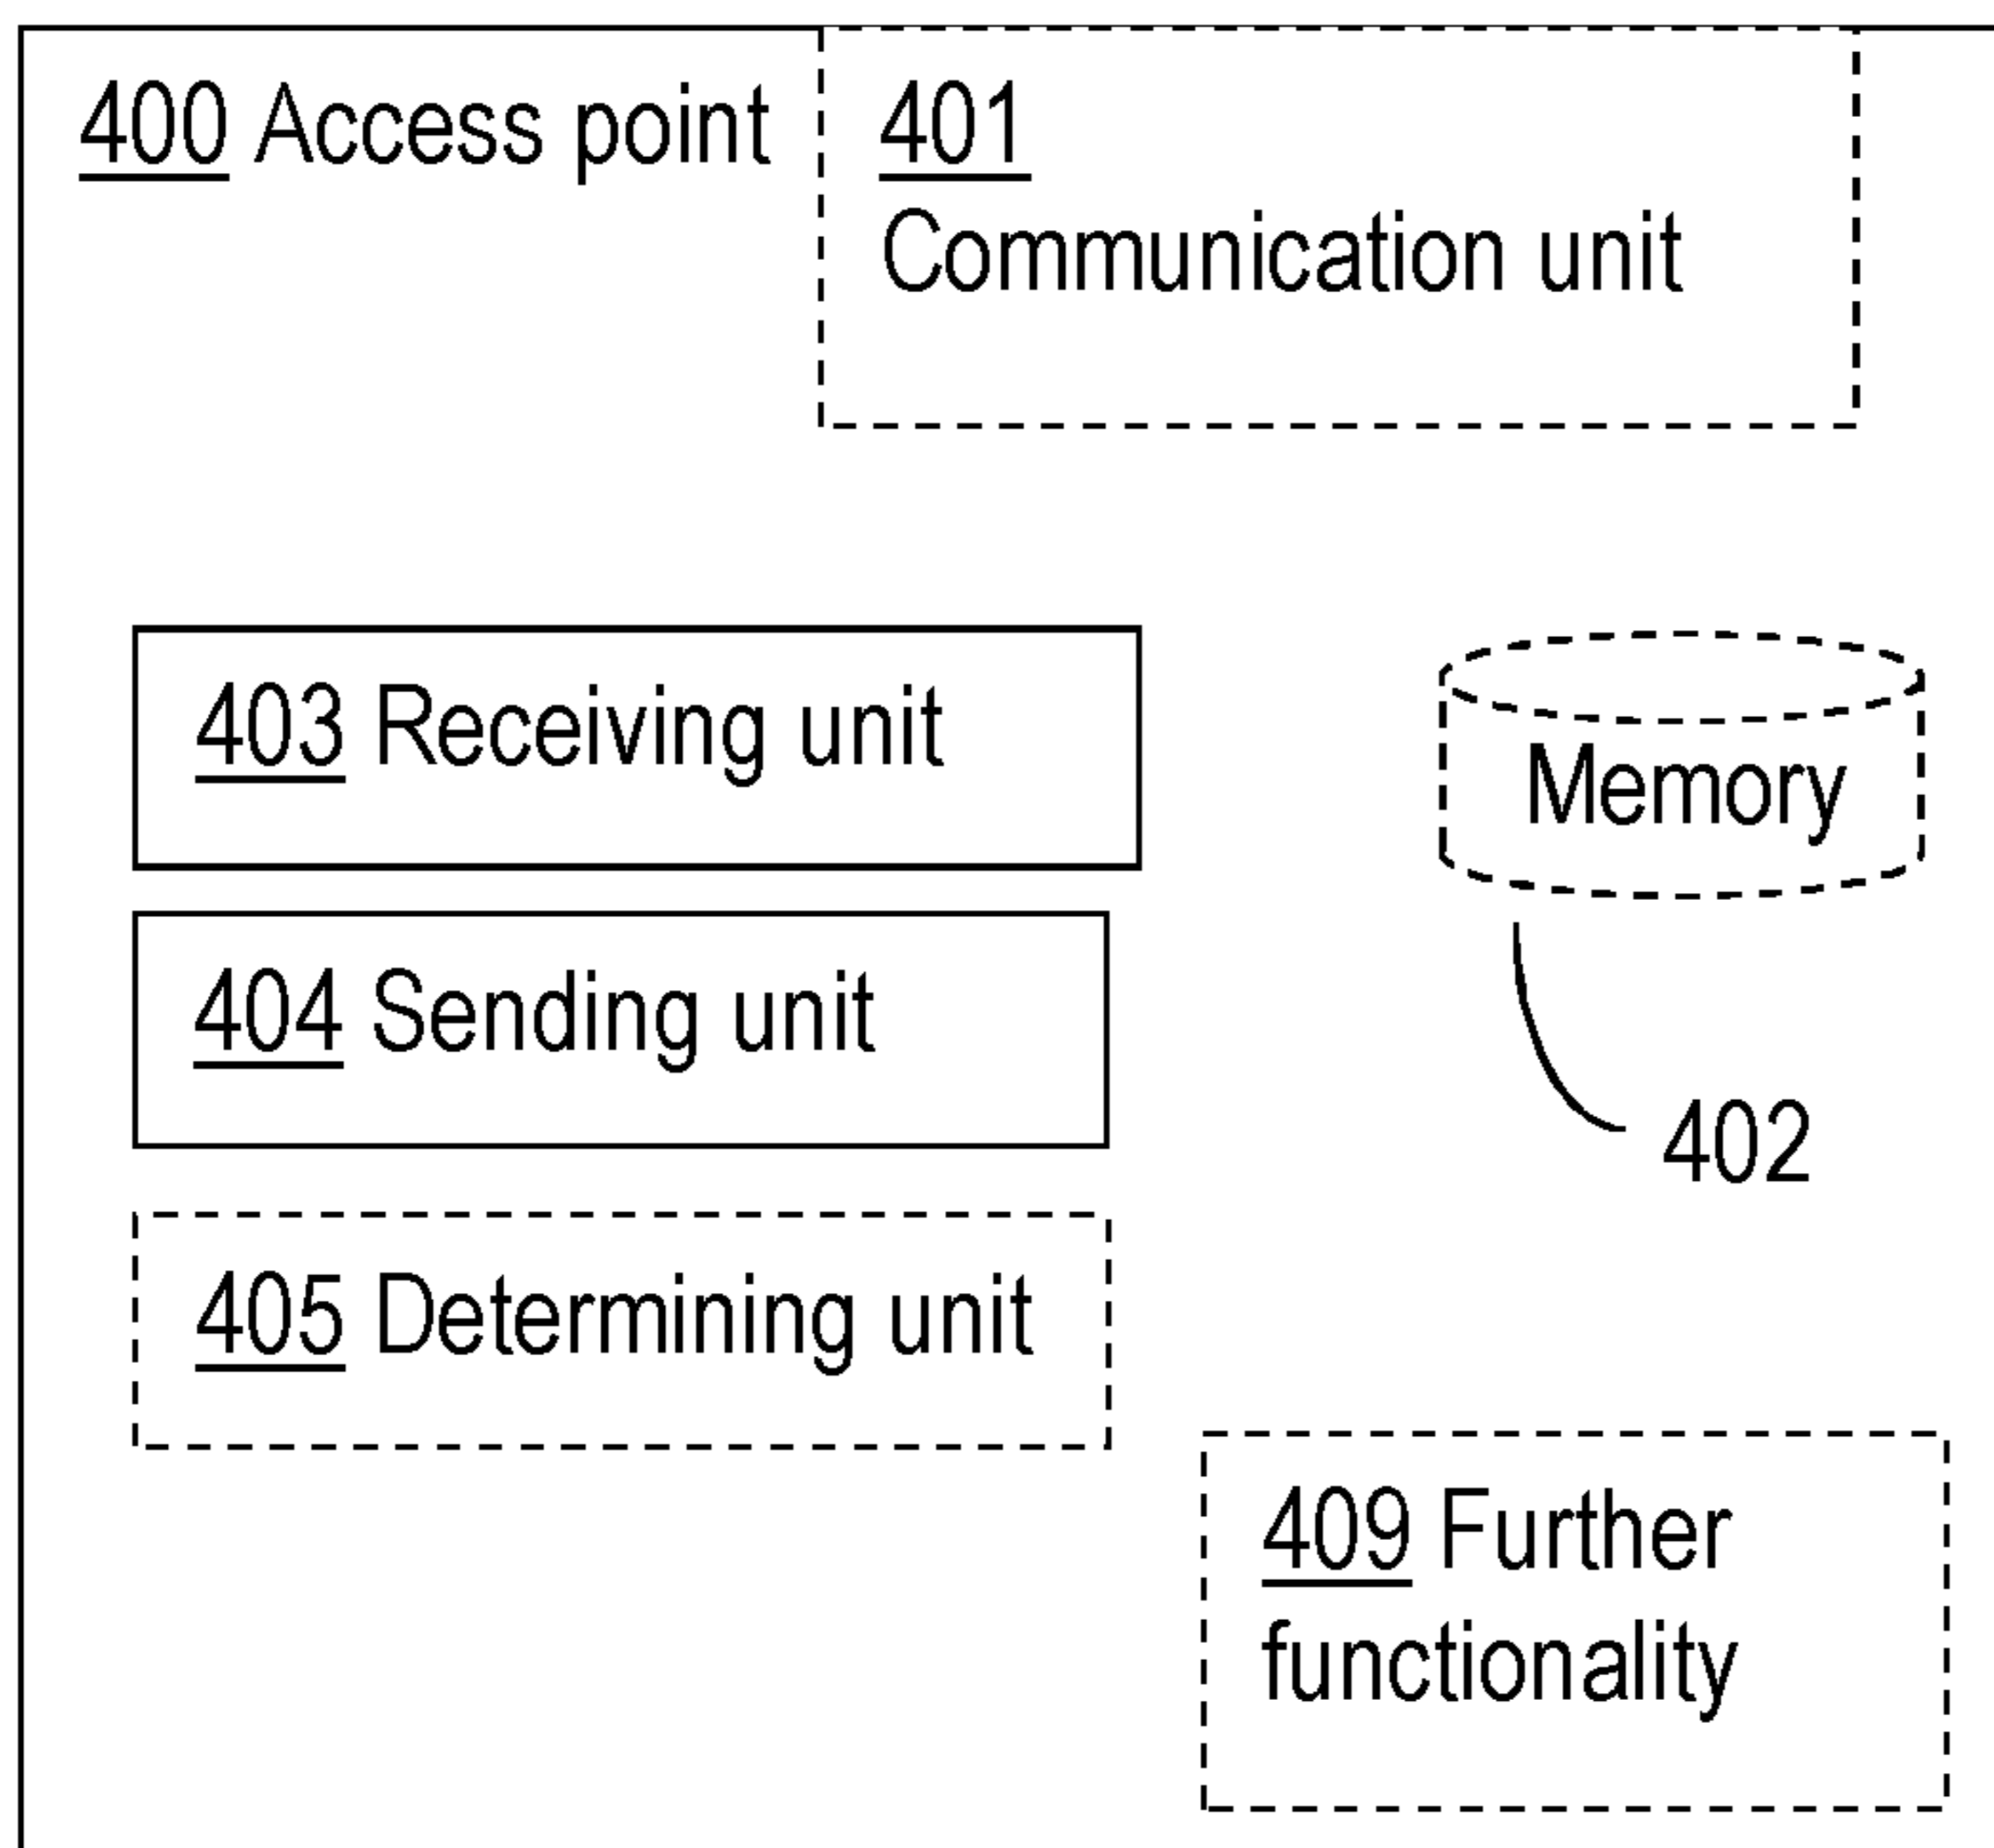 400 Access point
401
Communication unit
403 Receiving unit
Memory
404 Sending unit
402
405 Determining unit
409 Further
functionality